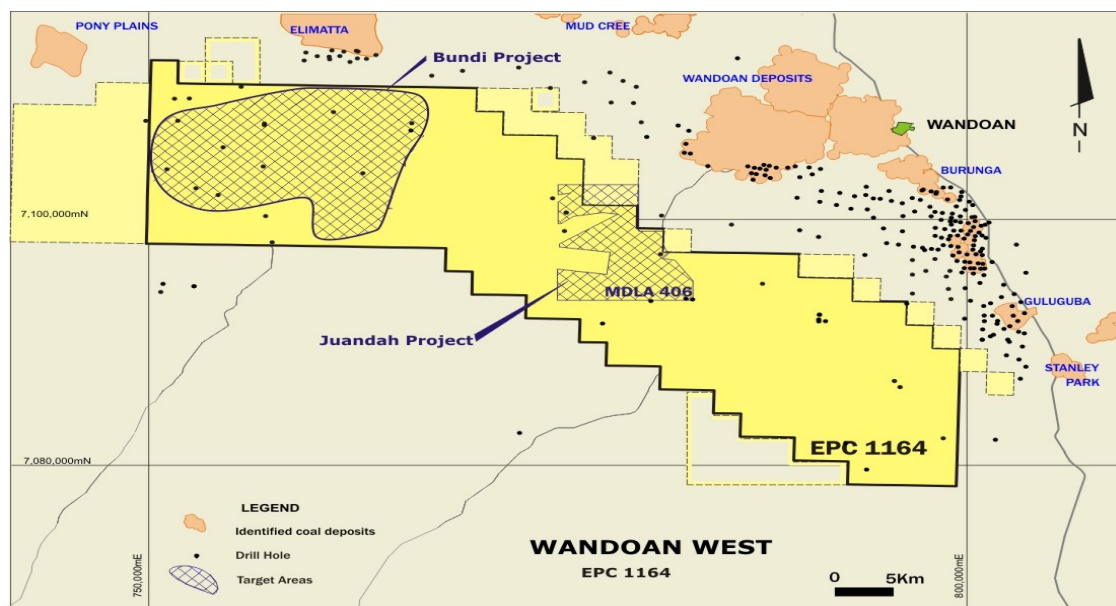 PONY PLAINS
ELIMATTA
MUD CREE
Bundi Project
WANDOAN DEPOSITS
WANDOAN
N
BURUNGA
7,100,000mN
MDLA 406
GULUGUBA
Juandah Project
STANLEY
PARK
EPC 1164
7,080,000mN
LEGEND
Identified coal deposits
Drill Hole
Target Areas
WANDOAN WEST
EPC 1164
0 5Km
750,000mE
800,000mE